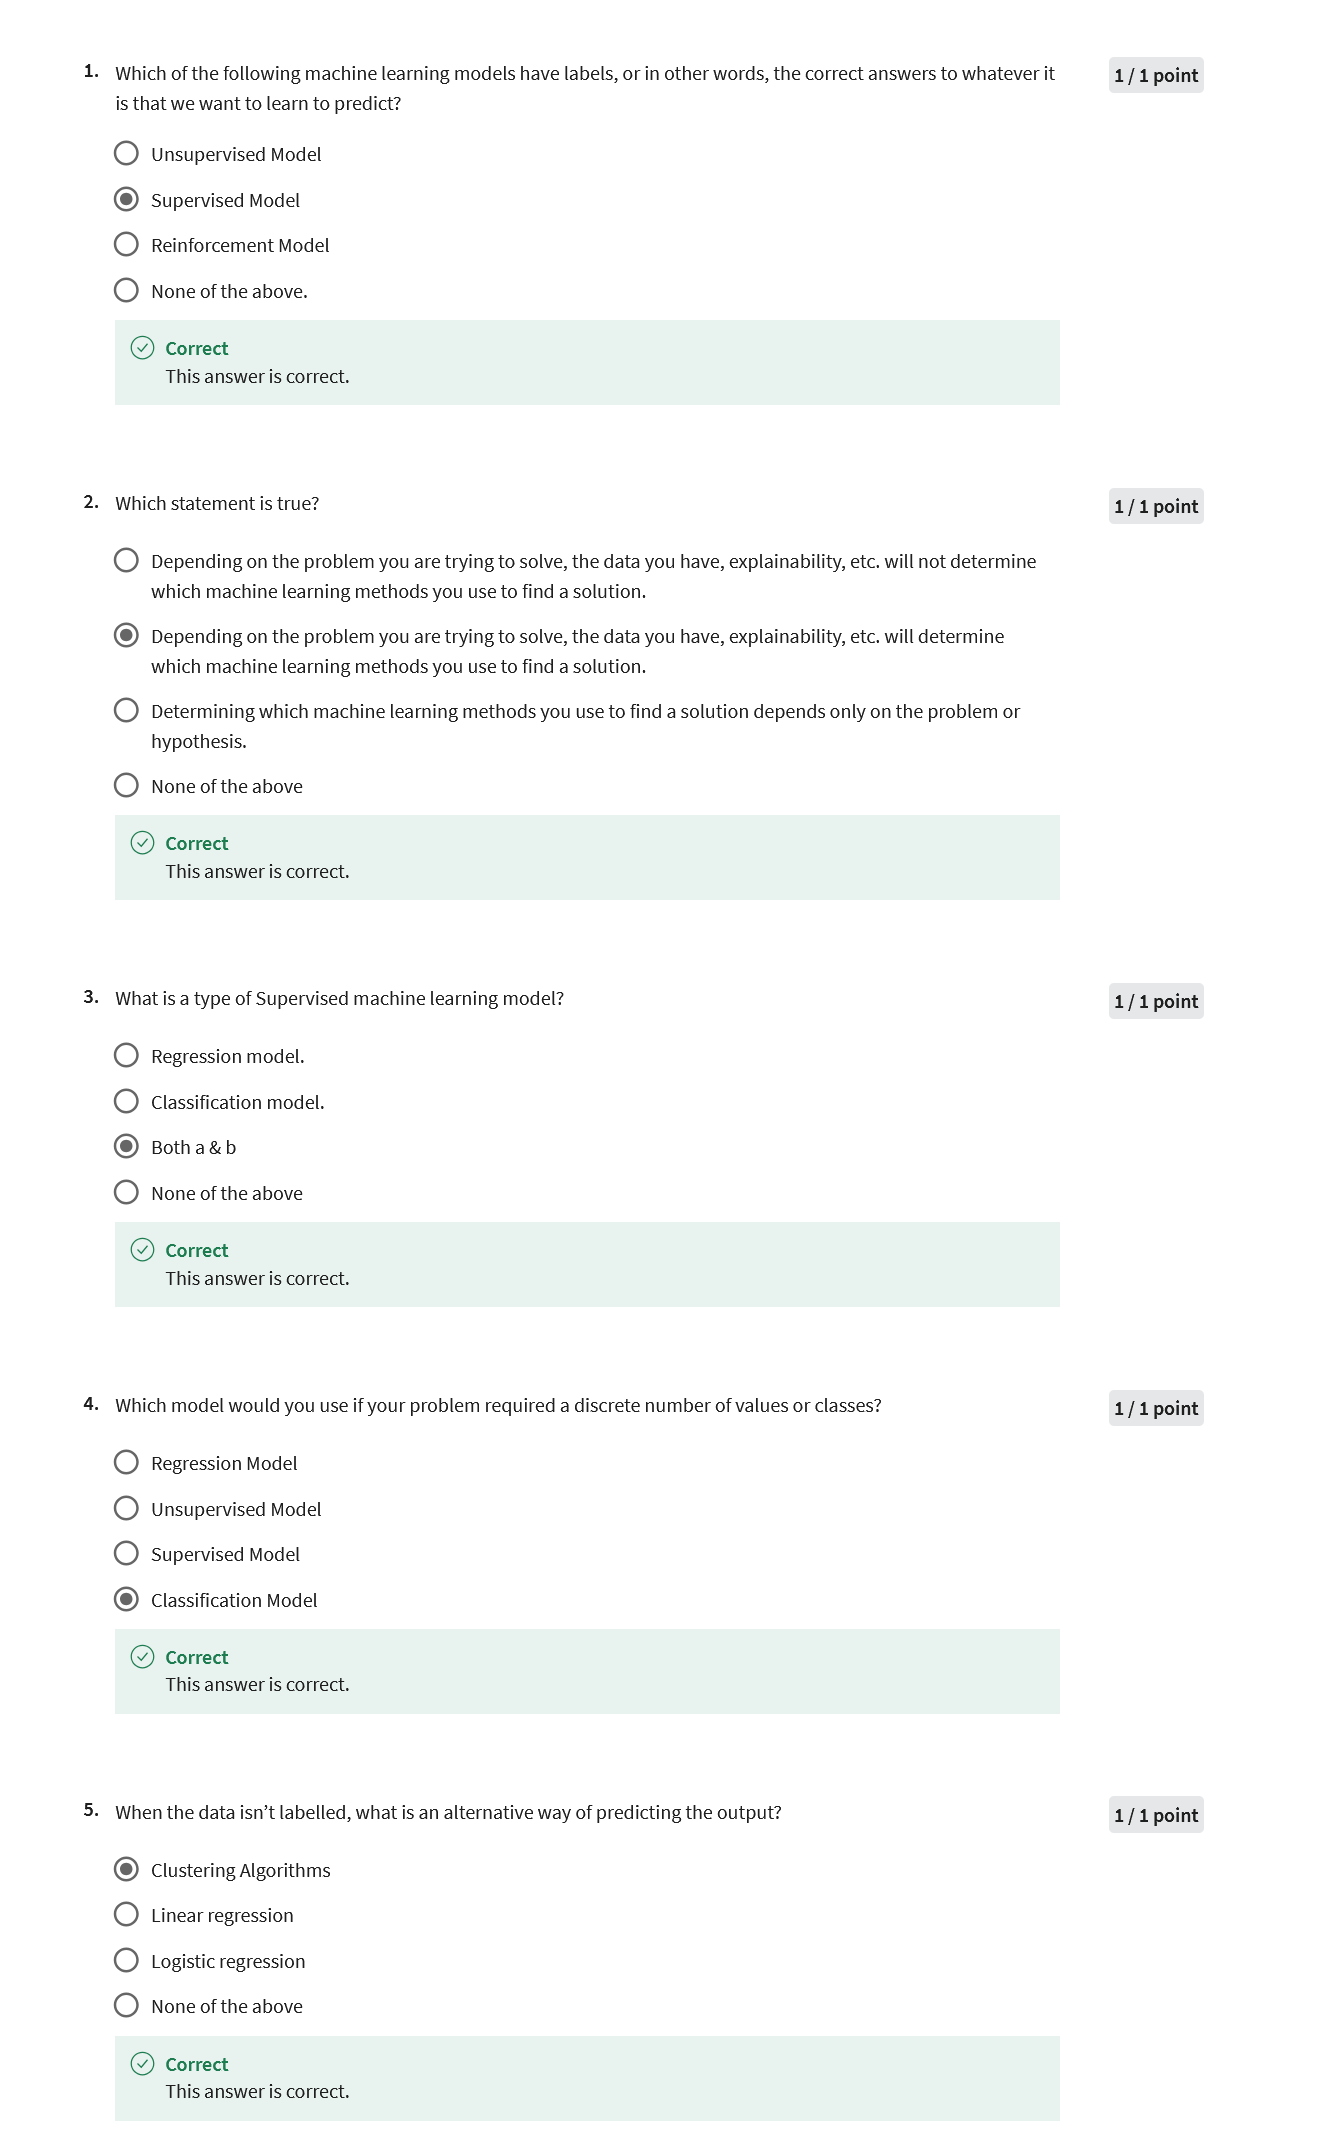 1. Which of the following machine learning models have labels, or in other words, the correct answers to whatever it
is that we want to learn to predict?
1 / 1 point
Unsupervised Model
Supervised Model
Reinforcement Model
None of the above.
Correct
This answer is correct.
2. Which statement is true?
1 / 1 point
Depending on the problem you are trying to solve, the data you have, explainability, etc. will not determine
which machine learning methods you use to find a solution.
Depending on the problem you are trying to solve, the data you have, explainability, etc. will determine
which machine learning methods you use to find a solution.
Determining which machine learning methods you use to find a solution depends only on the problem or
hypothesis.
None of the above
Correct
This answer is correct.
3. What is a type of Supervised machine learning model?
1 / 1 point
Regression model.
Classification model.
Both a & b
None of the above
Correct
This answer is correct.
4. Which model would you use if your problem required a discrete number of values or classes?
1 / 1 point
Regression Model
Unsupervised Model
Supervised Model
Classification Model
Correct
This answer is correct.
5. When the data isn’t labelled, what is an alternative way of predicting the output?
1 / 1 point
Clustering Algorithms
Linear regression
Logistic regression
None of the above
Correct
This answer is correct.